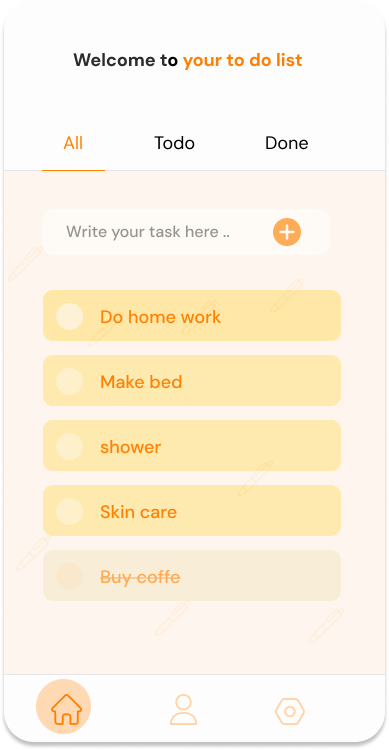 Welcome to your to do list
All Todo Done
Write your task here ..
Do home work
Make bed
shower
Skin care
Buy coffe